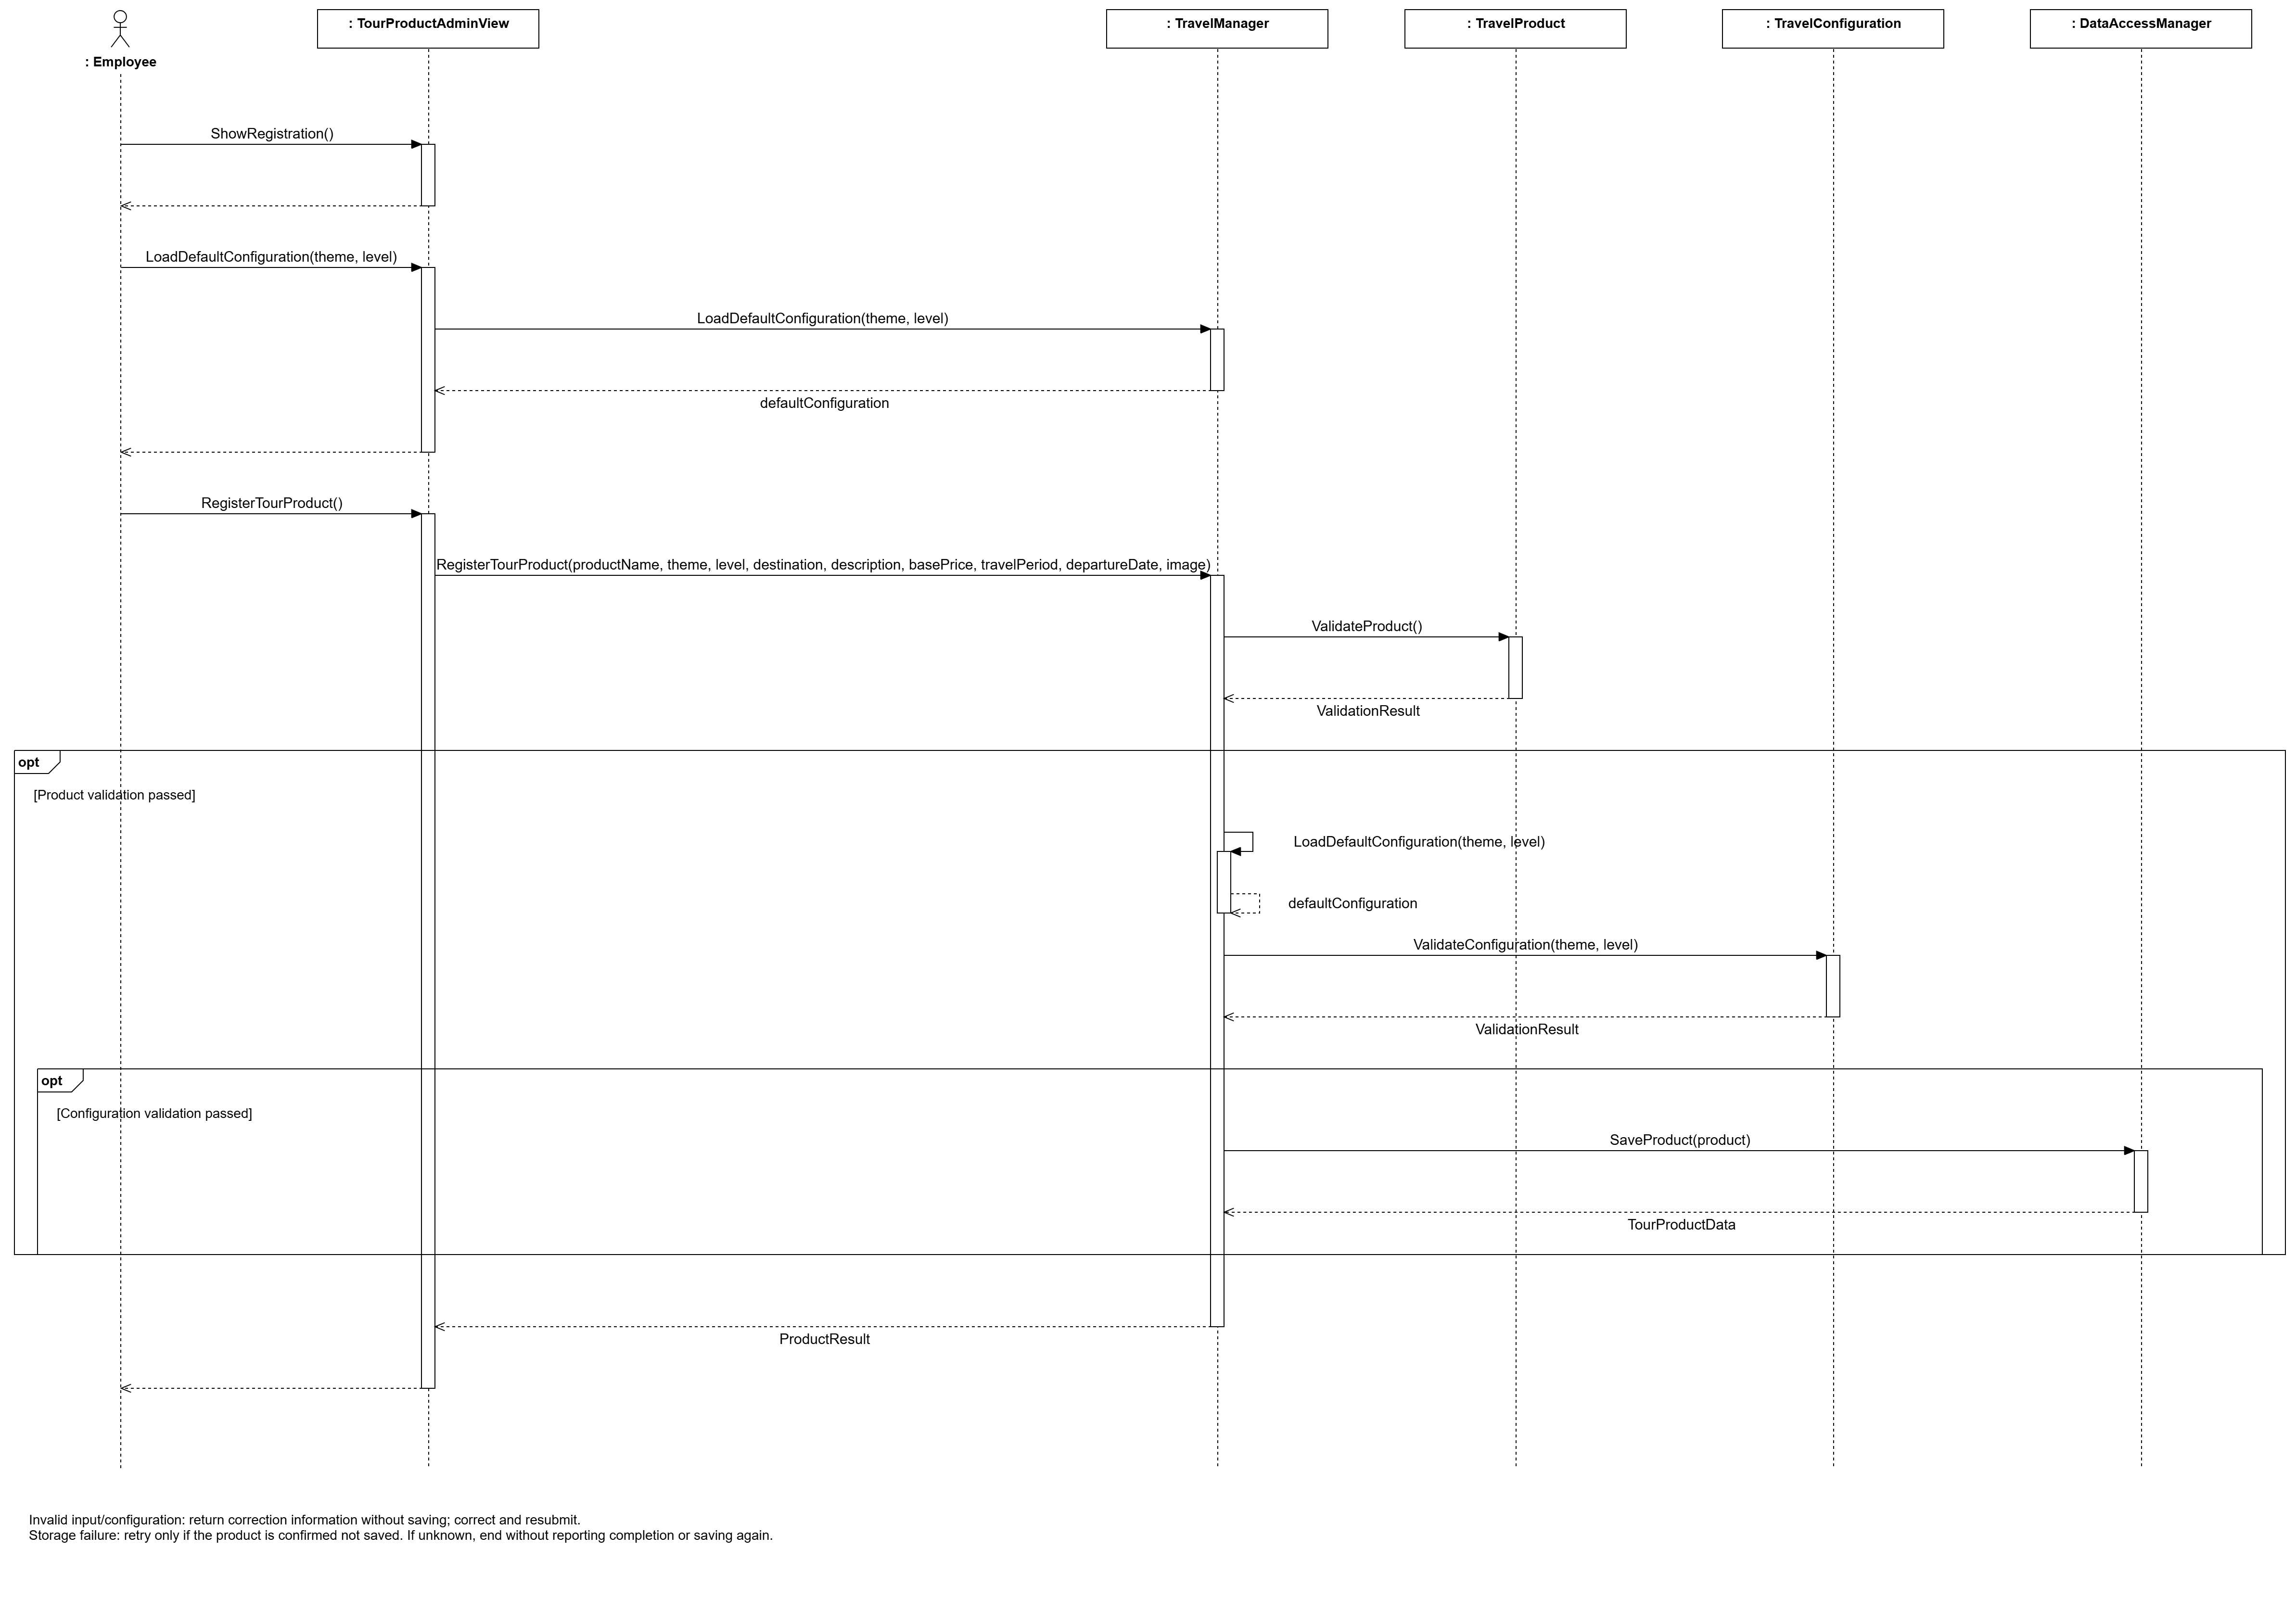 : Employee
: TourProductAdminView
: TravelManager
: TravelProduct
: TravelConfiguration
: DataAccessManager
ShowRegistration()
LoadDefaultConfiguration(theme, level)
LoadDefaultConfiguration(theme, level)
defaultConfiguration
RegisterTourProduct()
RegisterTourProduct(productName, theme, level, destination, description, basePrice, travelPeriod, departureDate, image)
ValidateProduct()
ValidationResult
opt
[Product validation passed]
LoadDefaultConfiguration(theme, level)
defaultConfiguration
ValidateConfiguration(theme, level)
ValidationResult
opt
[Configuration validation passed]
SaveProduct(product)
TourProductData
ProductResult
Invalid input/configuration: return correction information without saving; correct and resubmit.
Storage failure: retry only if the product is confirmed not saved. If unknown, end without reporting completion or saving again.